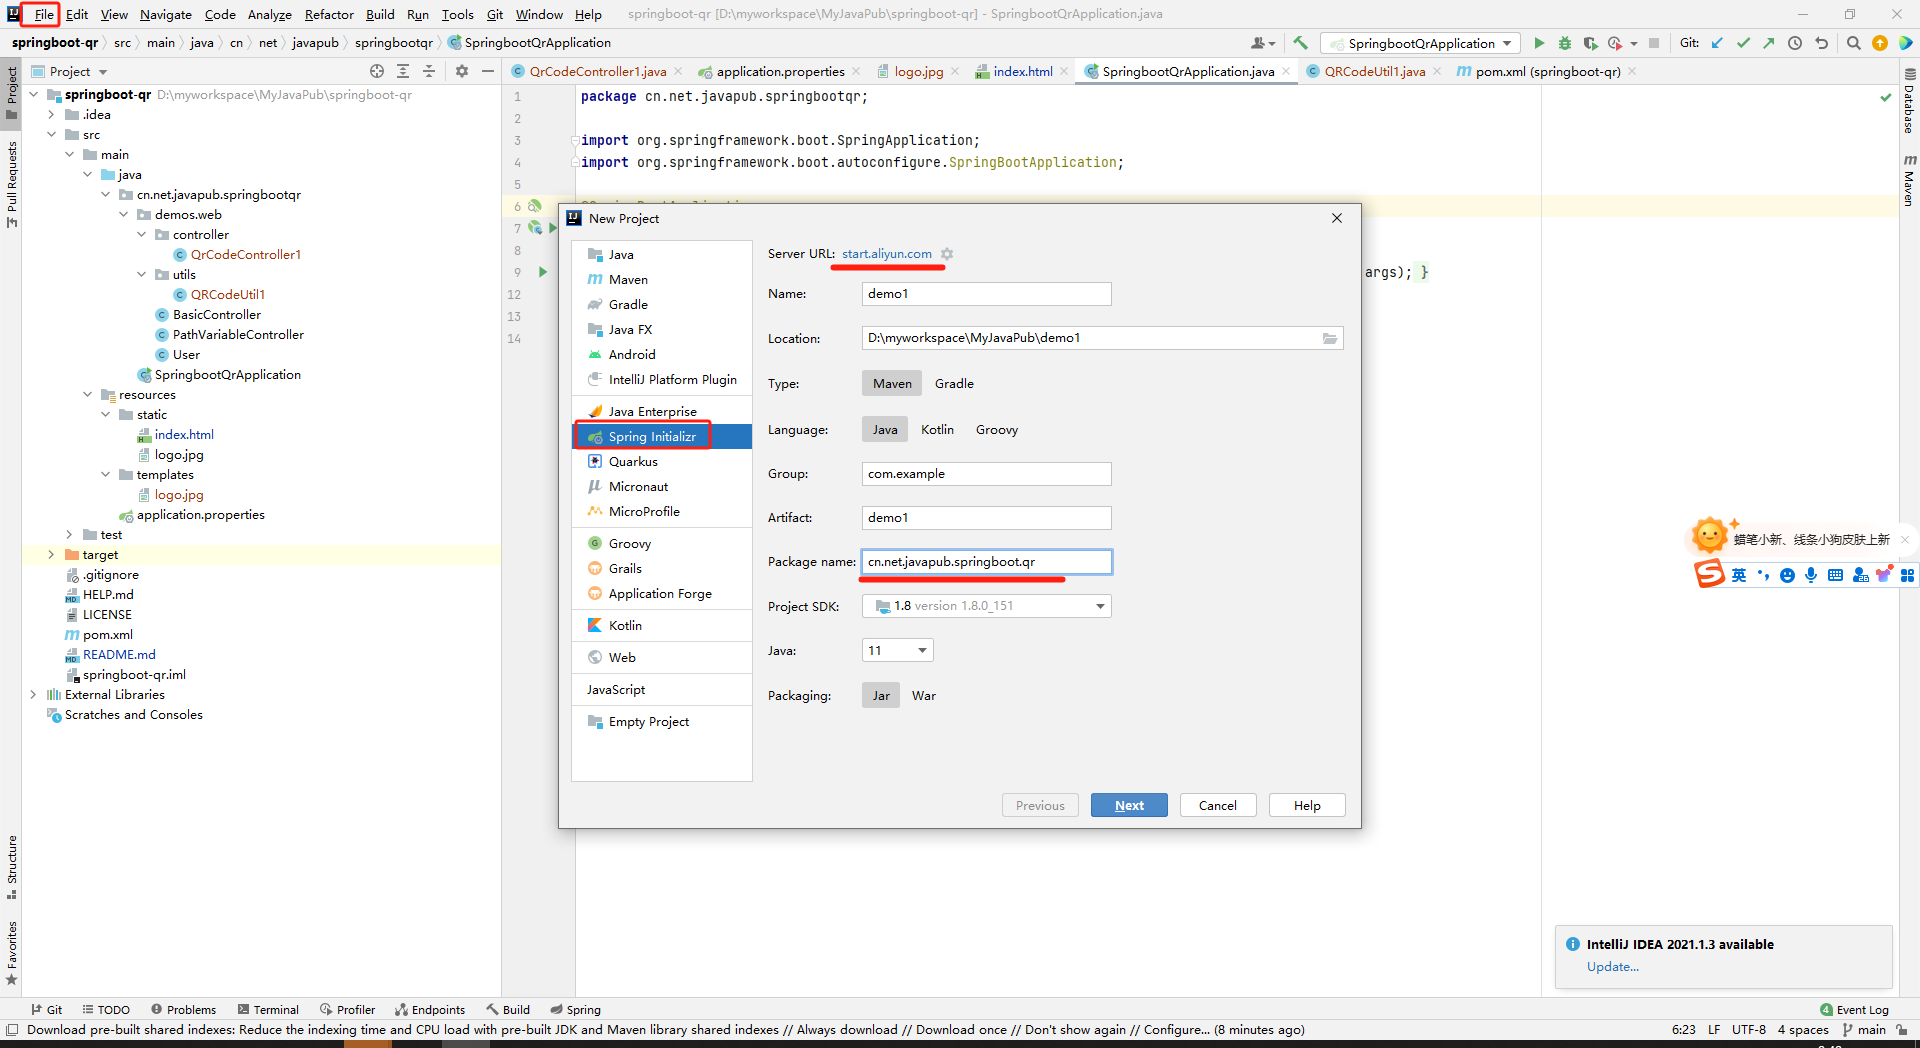 File Edit View Navigate Code Analyze Refactor Build Run Tools Git Window Help springboot-qr [D:\myworkspace\MyJavaPub\springboot-qr] - SpringbootQrApplication.java
springboot-qr src main java cn net javapub springbootqr SpringbootQrApplication
SpringbootQrApplication Git:
Project
QrCodeController1.java application.properties logo.jpg index.html SpringbootQrApplication.java QRCodeUtil1.java pom.xml (springboot-qr)
Project
Pull Requests
Structure
Favorites
Database
Maven
springboot-qr D:\myworkspace\MyJavaPub\springboot-qr
.idea
src
main
java
cn.net.javapub.springbootqr
demos.web
controller
QrCodeController1
utils
QRCodeUtil1
BasicController
PathVariableController
User
SpringbootQrApplication
resources
static
index.html
logo.jpg
templates
logo.jpg
application.properties
test
target
.gitignore
HELP.md
LICENSE
pom.xml
README.md
springboot-qr.iml
External Libraries
Scratches and Consoles
1 package cn.net.javapub.springbootqr;
2
3 import org.springframework.boot.SpringApplication;
4 import org.springframework.boot.autoconfigure.SpringBootApplication;
5
6
7
8
9 args); }
12
13
14
New Project
Java
Maven
Gradle
Java FX
Android
IntelliJ Platform Plugin
Java Enterprise
Spring Initializr
Quarkus
Micronaut
MicroProfile
Groovy
Grails
Application Forge
Kotlin
Web
JavaScript
Empty Project
Server URL: start.aliyun.com
Name: demo1
Location: D:\myworkspace\MyJavaPub\demo1
Type: Maven Gradle
Language: Java Kotlin Groovy
Group: com.example
Artifact: demo1
Package name: cn.net.javapub.springboot.qr
Project SDK: 1.8 version 1.8.0_151
Java: 11
Packaging: Jar War
Previous Next Cancel Help
蜡笔小新、线条小狗皮肤上新
英
IntelliJ IDEA 2021.1.3 available
Update...
Git TODO Problems Terminal Profiler Endpoints Build Spring 4 Event Log
Download pre-built shared indexes: Reduce the indexing time and CPU load with pre-built JDK and Maven library shared indexes // Always download // Download once // Don't show again // Configure... (8 minutes ago) 6:23 LF UTF-8 4 spaces main